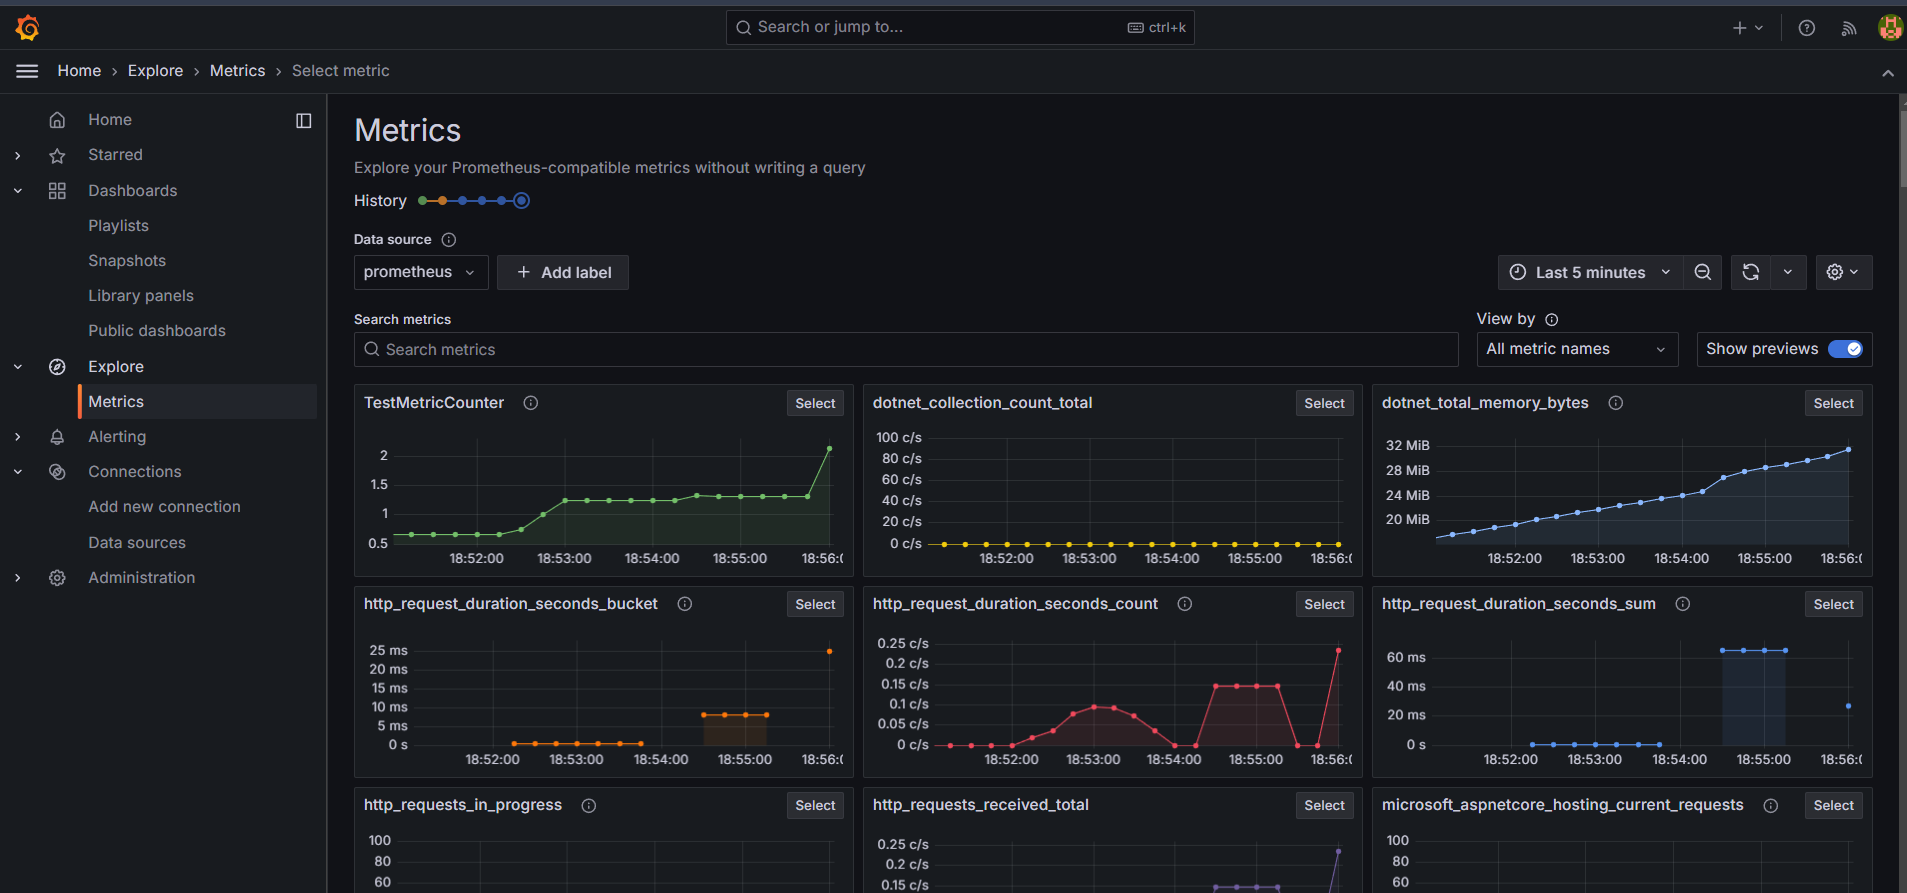 Search or jump to...
ctrl+k
Home › Explore › Metrics › Select metric
Home
Starred
Dashboards
Playlists
Snapshots
Library panels
Public dashboards
Explore
Metrics
Alerting
Connections
Add new connection
Data sources
Administration
Metrics
Explore your Prometheus-compatible metrics without writing a query
History
Data source
prometheus
+ Add label
Last 5 minutes
Search metrics
Search metrics
View by
All metric names
Show previews
TestMetricCounter
Select
2
1.5
1
0.5
18:52:00 18:53:00 18:54:00 18:55:00 18:56:0
dotnet_collection_count_total
Select
100 c/s
80 c/s
60 c/s
40 c/s
20 c/s
0 c/s
18:52:00 18:53:00 18:54:00 18:55:00 18:56:0
dotnet_total_memory_bytes
Select
32 MiB
28 MiB
24 MiB
20 MiB
18:52:00 18:53:00 18:54:00 18:55:00 18:56:0
http_request_duration_seconds_bucket
Select
25 ms
20 ms
15 ms
10 ms
5 ms
0 s
18:52:00 18:53:00 18:54:00 18:55:00 18:56:0
http_request_duration_seconds_count
Select
0.25 c/s
0.2 c/s
0.15 c/s
0.1 c/s
0.05 c/s
0 c/s
18:52:00 18:53:00 18:54:00 18:55:00 18:56:0
http_request_duration_seconds_sum
Select
60 ms
40 ms
20 ms
0 s
18:52:00 18:53:00 18:54:00 18:55:00 18:56:0
http_requests_in_progress
Select
100
80
60
http_requests_received_total
Select
0.25 c/s
0.2 c/s
0.15 c/s
microsoft_aspnetcore_hosting_current_requests
Select
100
80
60